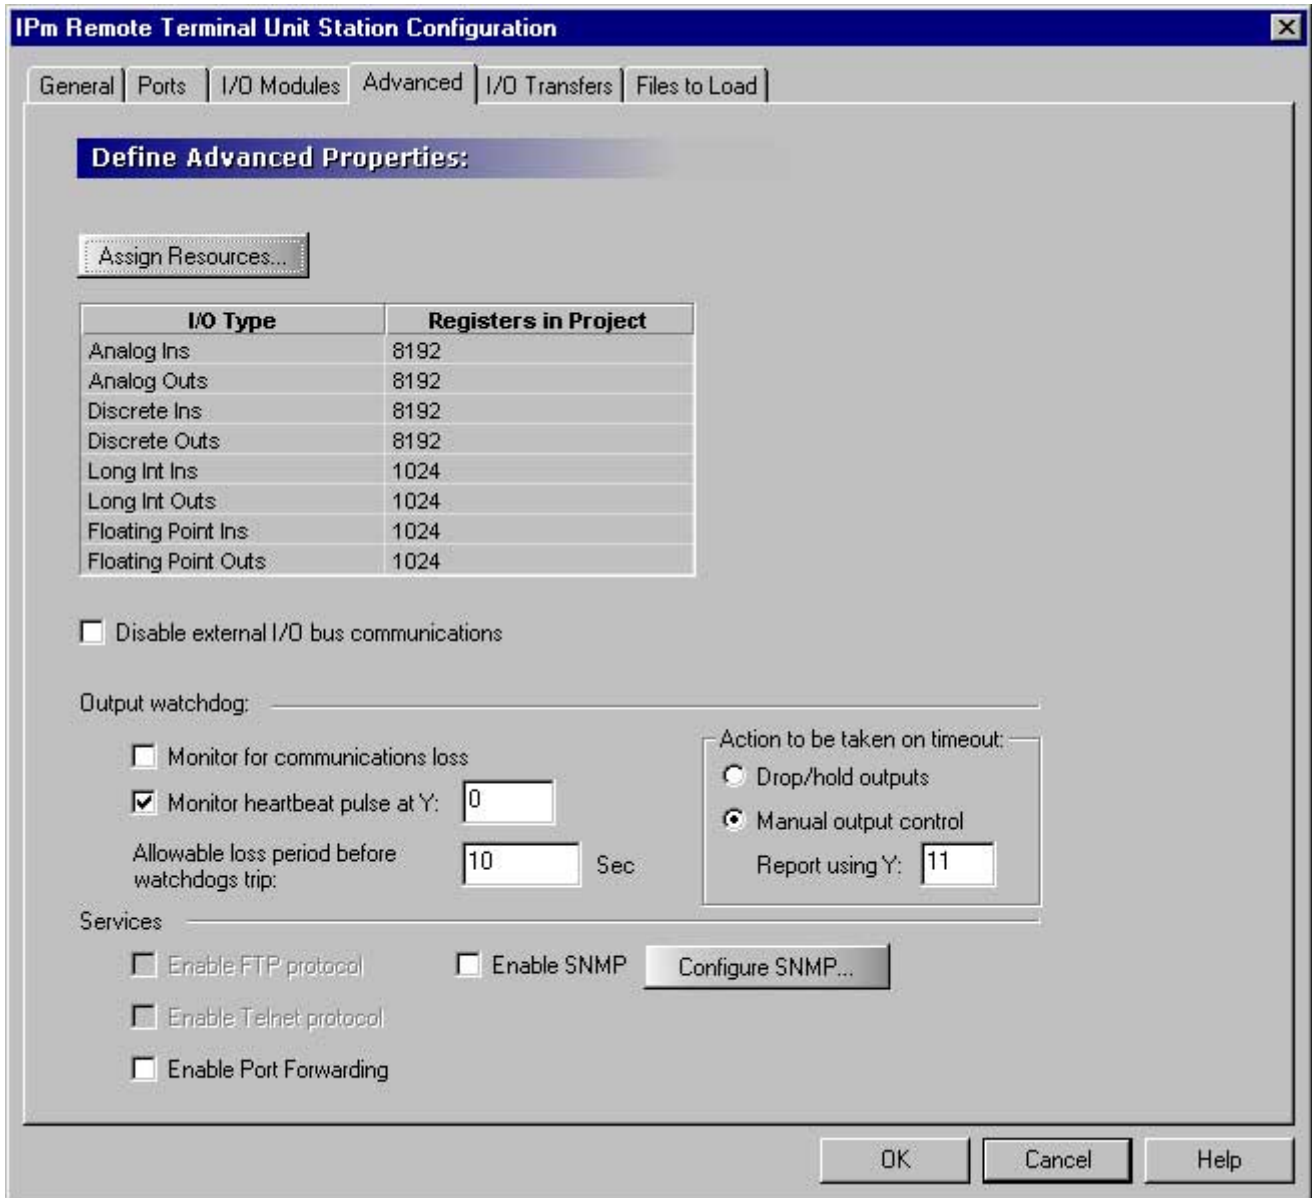 IPm Remote Terminal Unit Station Configuration
General Ports I/O Modules Advanced I/O Transfers Files to Load
Define Advanced Properties:
Assign Resources...
I/O Type Registers in Project
Analog Ins 8192
Analog Outs 8192
Discrete Ins 8192
Discrete Outs 8192
Long Int Ins 1024
Long Int Outs 1024
Floating Point Ins 1024
Floating Point Outs 1024
Disable external I/O bus communications
Output watchdog:
Monitor for communications loss
Monitor heartbeat pulse at Y: 0
Allowable loss period before
watchdogs trip: 10 Sec
Action to be taken on timeout:
Drop/hold outputs
Manual output control
Report using Y: 11
Services
Enable FTP protocol Enable SNMP Configure SNMP...
Enable Telnet protocol
Enable Port Forwarding
OK Cancel Help